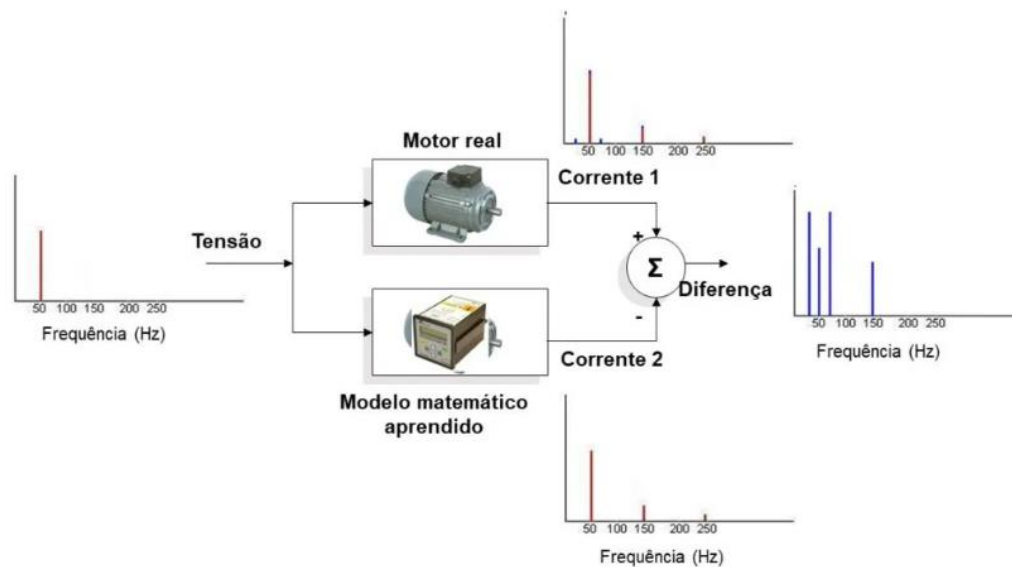 50 100 150 200 250
Motor real
Corrente 1
Tensão
50 100 150 200 250
Frequência (Hz)
+
Σ
-
Diferença
50 100 150 200 250
Frequência (Hz)
Corrente 2
Modelo matemático
aprendido
50 100 150 200 250
Frequência (Hz)